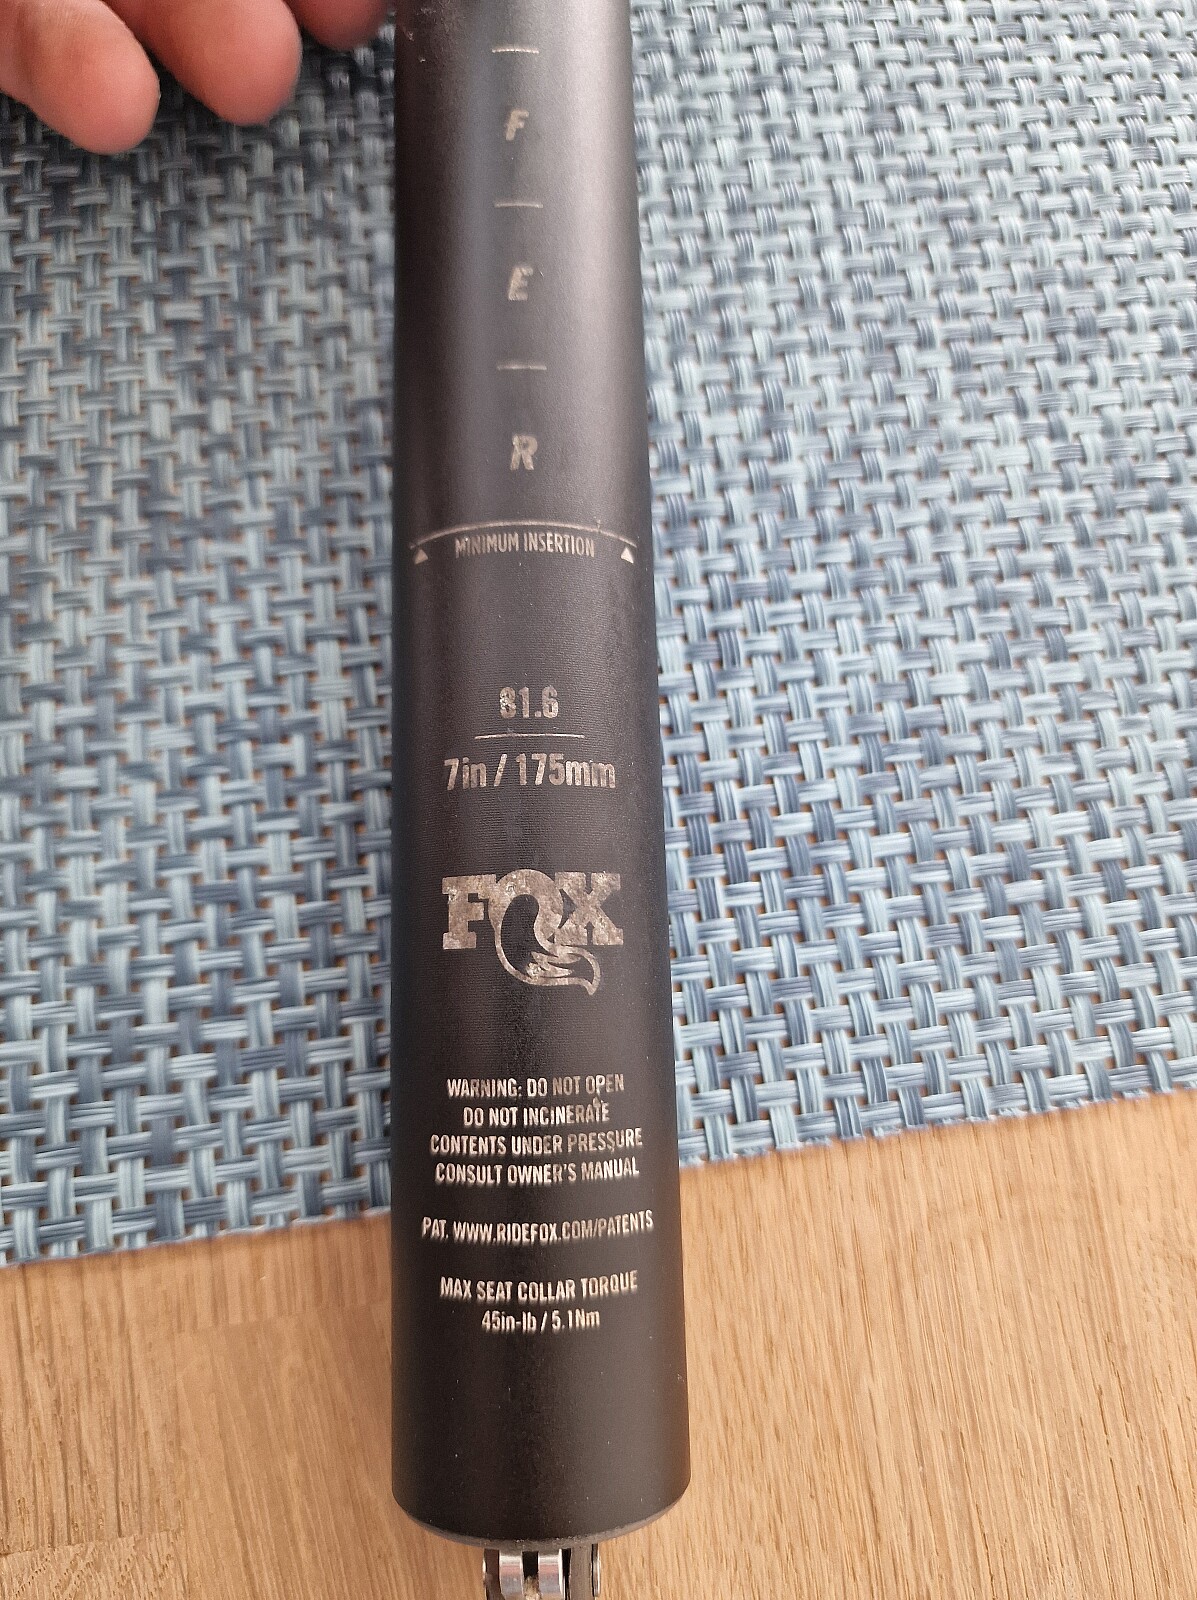 F
E
R
MINIMUM INSERTION
31.6
7in / 175mm
FOX
WARNING: DO NOT OPEN
DO NOT INCINERATE
CONTENTS UNDER PRESSURE
CONSULT OWNER'S MANUAL
PAT. WWW.RIDEFOX.COM/PATENTS
MAX SEAT COLLAR TORQUE
45in-lb / 5.1Nm